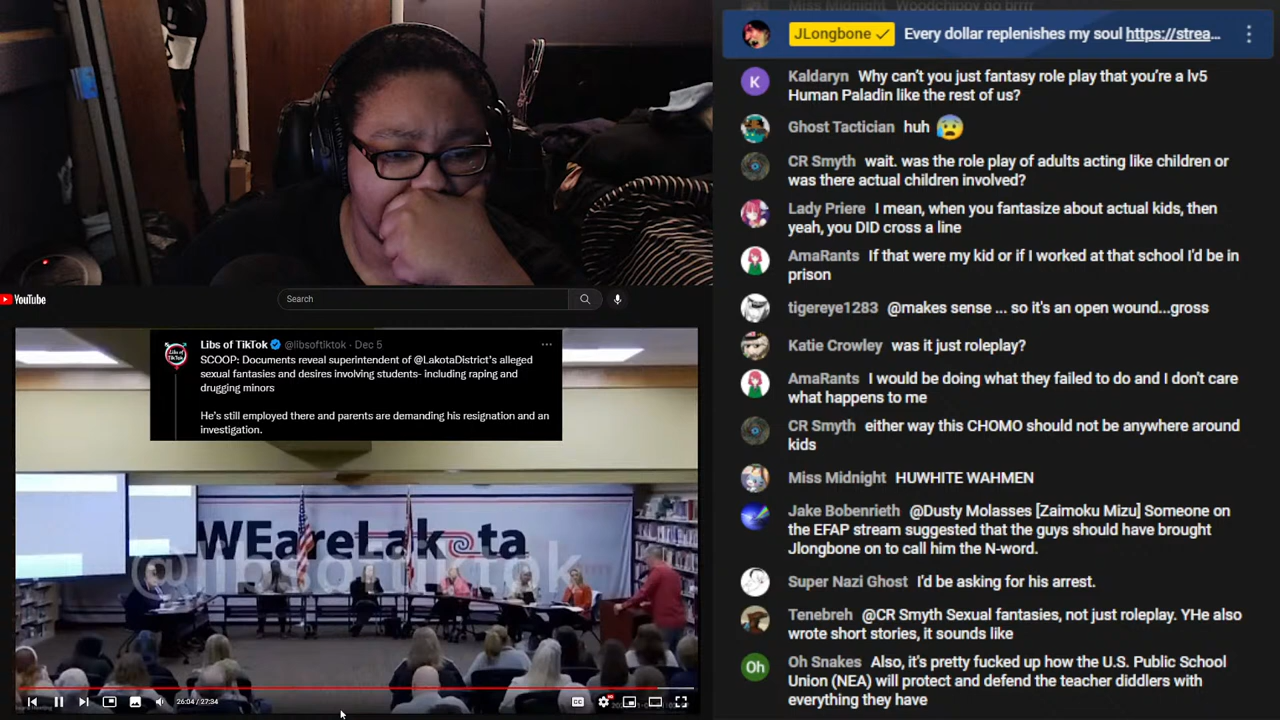 Miss Midnight Woodchippy go brrr
JLongbone ✓ Every dollar replenishes my soul https://strea...
Kaldaryn Why can't you just fantasy role play that you're a lv5
Human Paladin like the rest of us?
Ghost Tactician huh 😰
CR Smyth wait. was the role play of adults acting like children or
was there actual children involved?
Lady Priere I mean, when you fantasize about actual kids, then
yeah, you DID cross a line
AmaRants If that were my kid or if I worked at that school I'd be in
prison
tigereye1283 @makes sense ... so it's an open wound...gross
Katie Crowley was it just roleplay?
AmaRants I would be doing what they failed to do and I don't care
what happens to me
CR Smyth either way this CHOMO should not be anywhere around
kids
Miss Midnight HUWHITE WAHMEN
Jake Bobenrieth @Dusty Molasses [Zaimoku Mizu] Someone on
the EFAP stream suggested that the guys should have brought
Jlongbone on to call him the N-word.
Super Nazi Ghost I'd be asking for his arrest.
Tenebreh @CR Smyth Sexual fantasies, not just roleplay. YHe also
wrote short stories, it sounds like
Oh
Oh Snakes Also, it's pretty fucked up how the U.S. Public School
Union (NEA) will protect and defend the teacher diddlers with
everything they have
YouTube
Search
Libs of TikTok @libsoftiktok · Dec 5
SCOOP: Documents reveal superintendent of @LakotaDistrict's alleged
sexual fantasies and desires involving students- including raping and
drugging minors
He's still employed there and parents are demanding his resignation and an
investigation.
WEareLakota
@libsoftiktok
26:04 / 27:34
CC